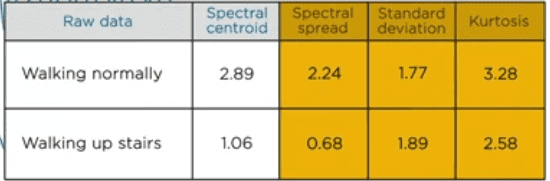 Raw data
Spectral
centroid
Spectral
spread
Standard
deviation
Kurtosis
Walking normally
2.89
2.24
1.77
3.28
Walking up stairs
1.06
0.68
1.89
2.58